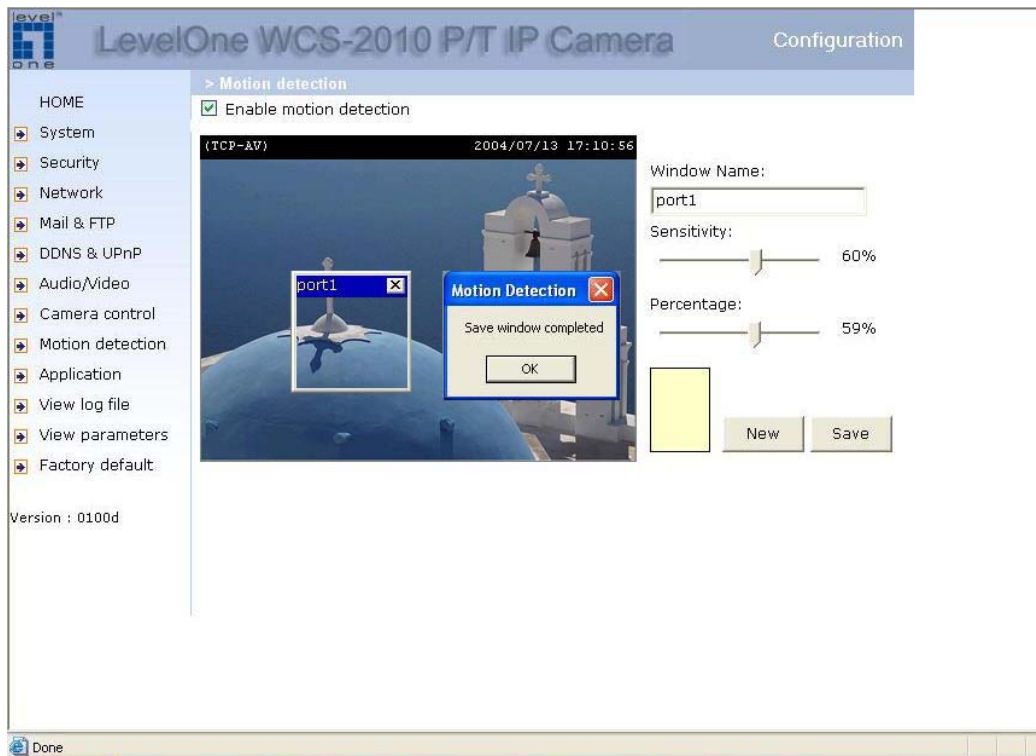 level
one
LevelOne WCS-2010 P/T IP Camera
Configuration
> Motion detection
HOME
System
Security
Network
Mail & FTP
DDNS & UPnP
Audio/Video
Camera control
Motion detection
Application
View log file
View parameters
Factory default
Version : 0100d
Enable motion detection
(TCP-AV) 2004/07/13 17:10:56
port1
Motion Detection
Save window completed
OK
Window Name:
port1
Sensitivity:
60%
Percentage:
59%
New Save
Done